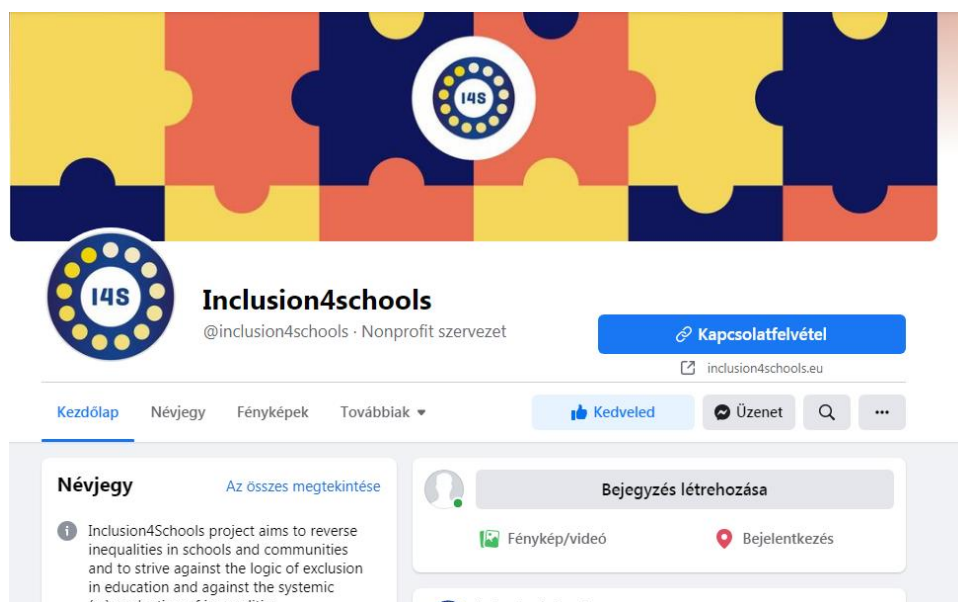 I4S
I4S
Inclusion4schools
@inclusion4schools · Nonprofit szervezet
Kapcsolatfelvétel
inclusion4schools.eu
Kezdőlap Névjegy Fényképek Továbbiak
Kedveled Üzenet
Névjegy Az összes megtekintése
Inclusion4Schools project aims to reverse
inequalities in schools and communities
and to strive against the logic of exclusion
in education and against the systemic
Bejegyzés létrehozása
Fénykép/videó Bejelentkezés